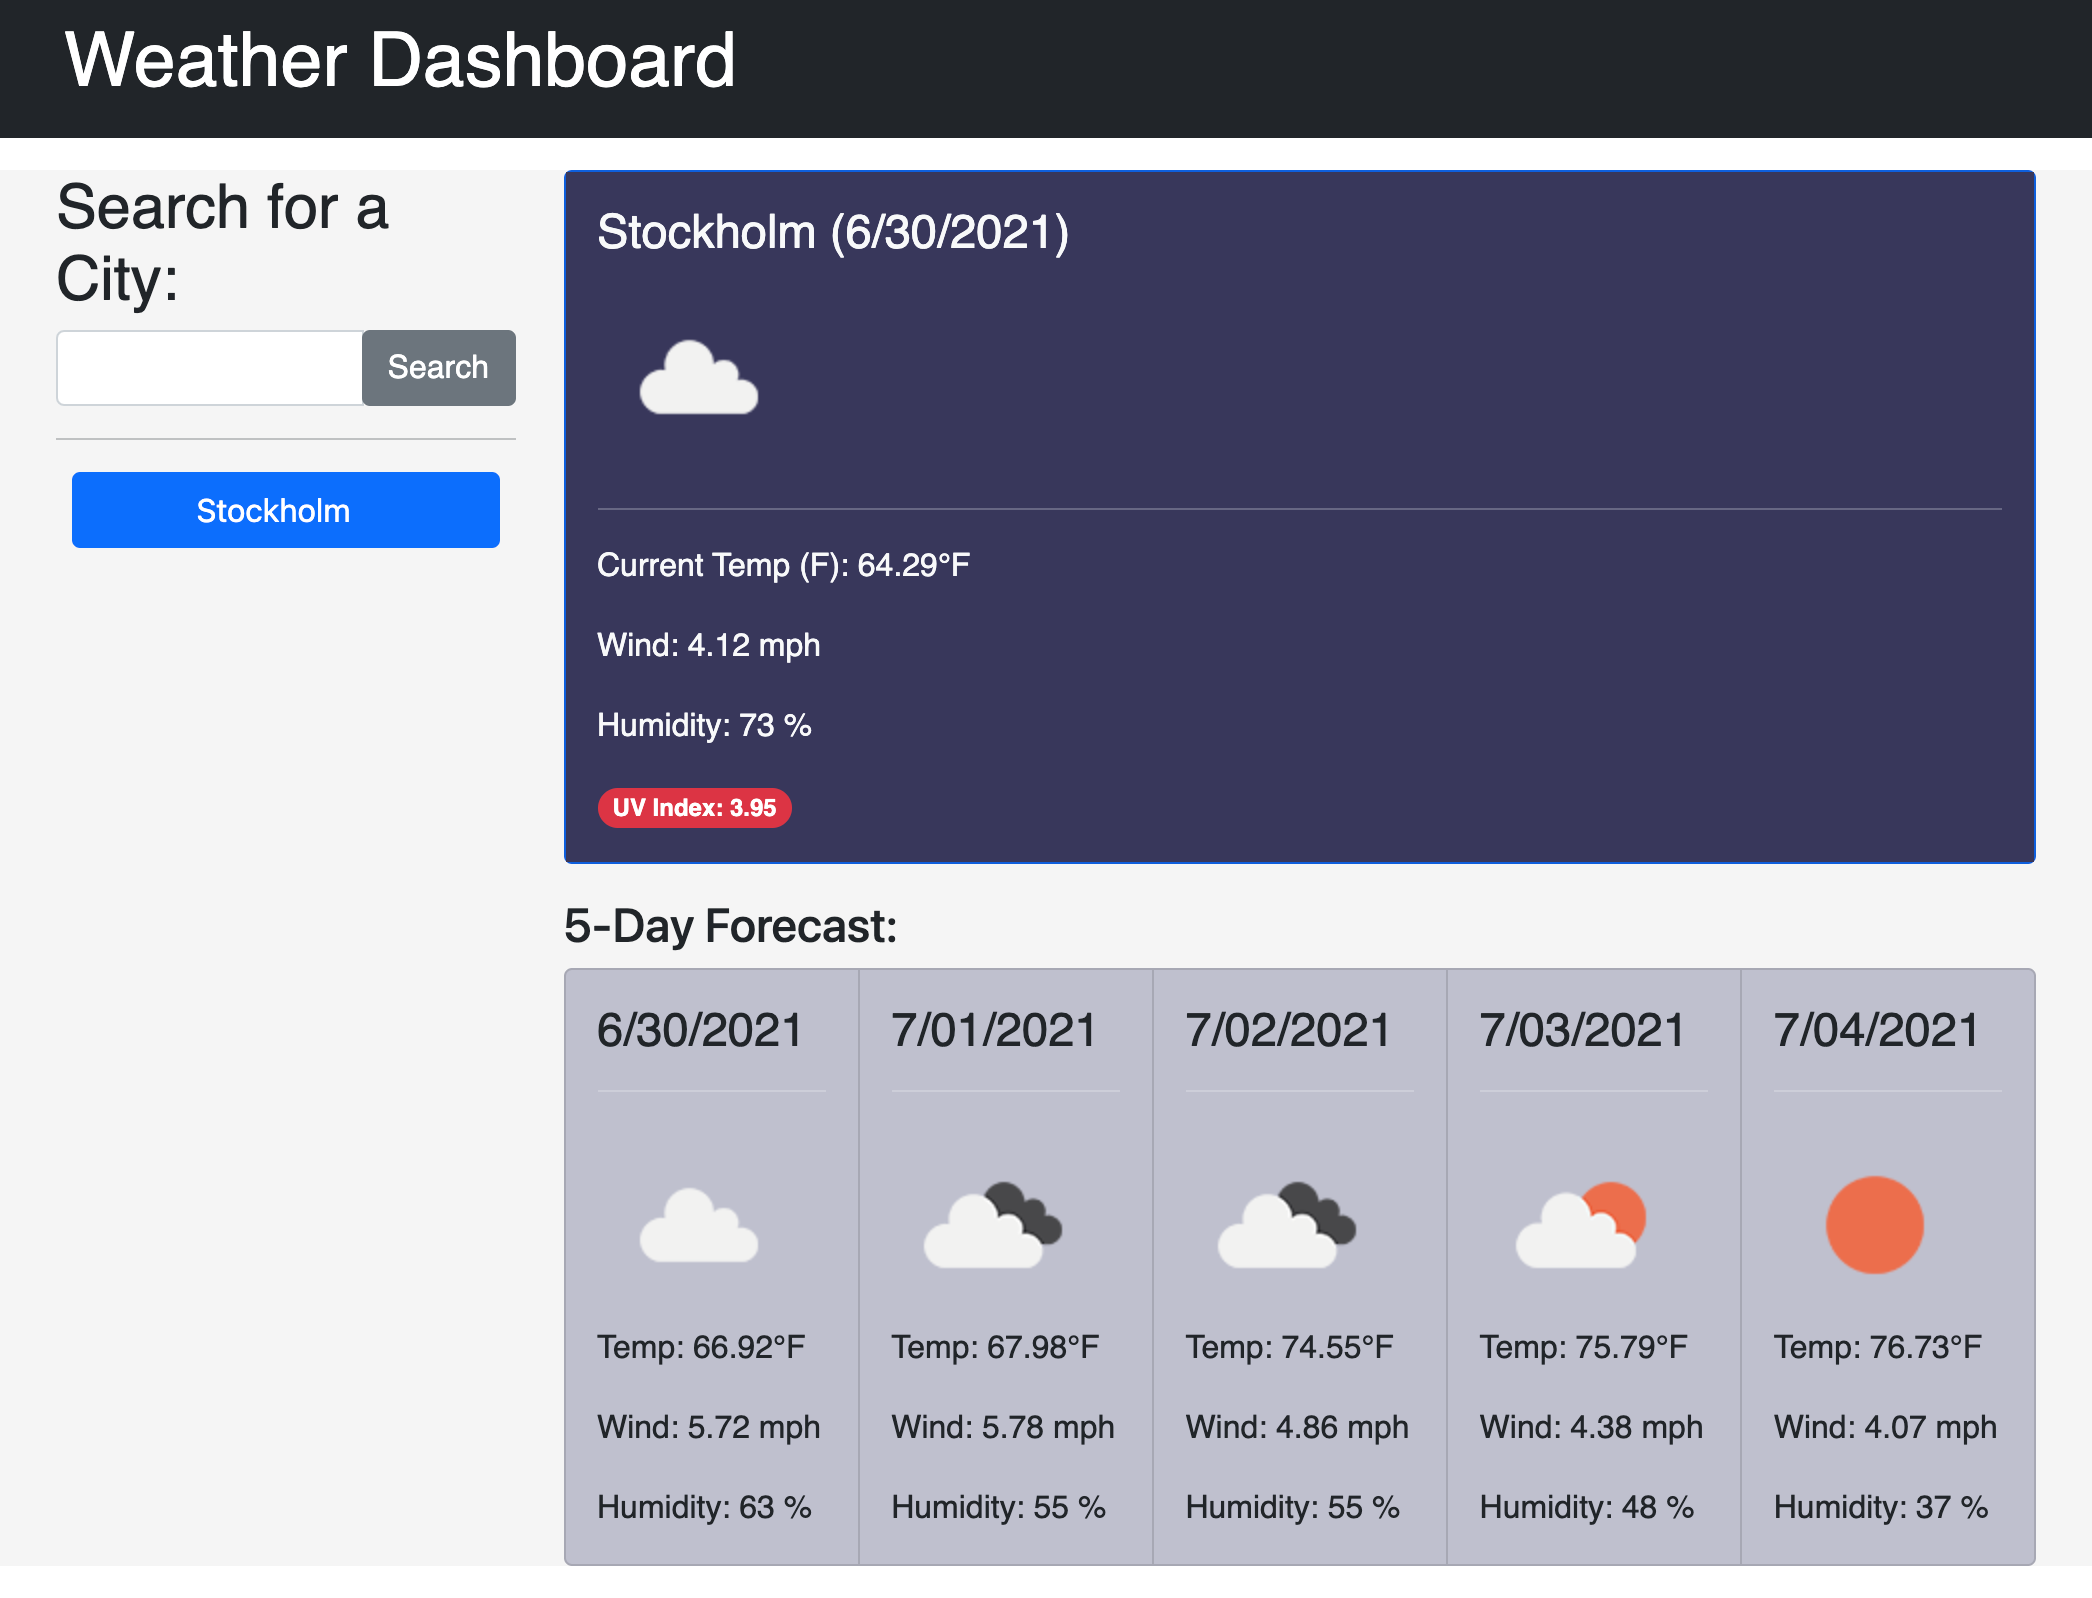 Weather Dashboard
Search for a
City:
Search
Stockholm
Stockholm (6/30/2021)
Current Temp (F): 64.29°F
Wind: 4.12 mph
Humidity: 73 %
UV Index: 3.95
5-Day Forecast:
6/30/2021
Temp: 66.92°F
Wind: 5.72 mph
Humidity: 63 %
7/01/2021
Temp: 67.98°F
Wind: 5.78 mph
Humidity: 55 %
7/02/2021
Temp: 74.55°F
Wind: 4.86 mph
Humidity: 55 %
7/03/2021
Temp: 75.79°F
Wind: 4.38 mph
Humidity: 48 %
7/04/2021
Temp: 76.73°F
Wind: 4.07 mph
Humidity: 37 %